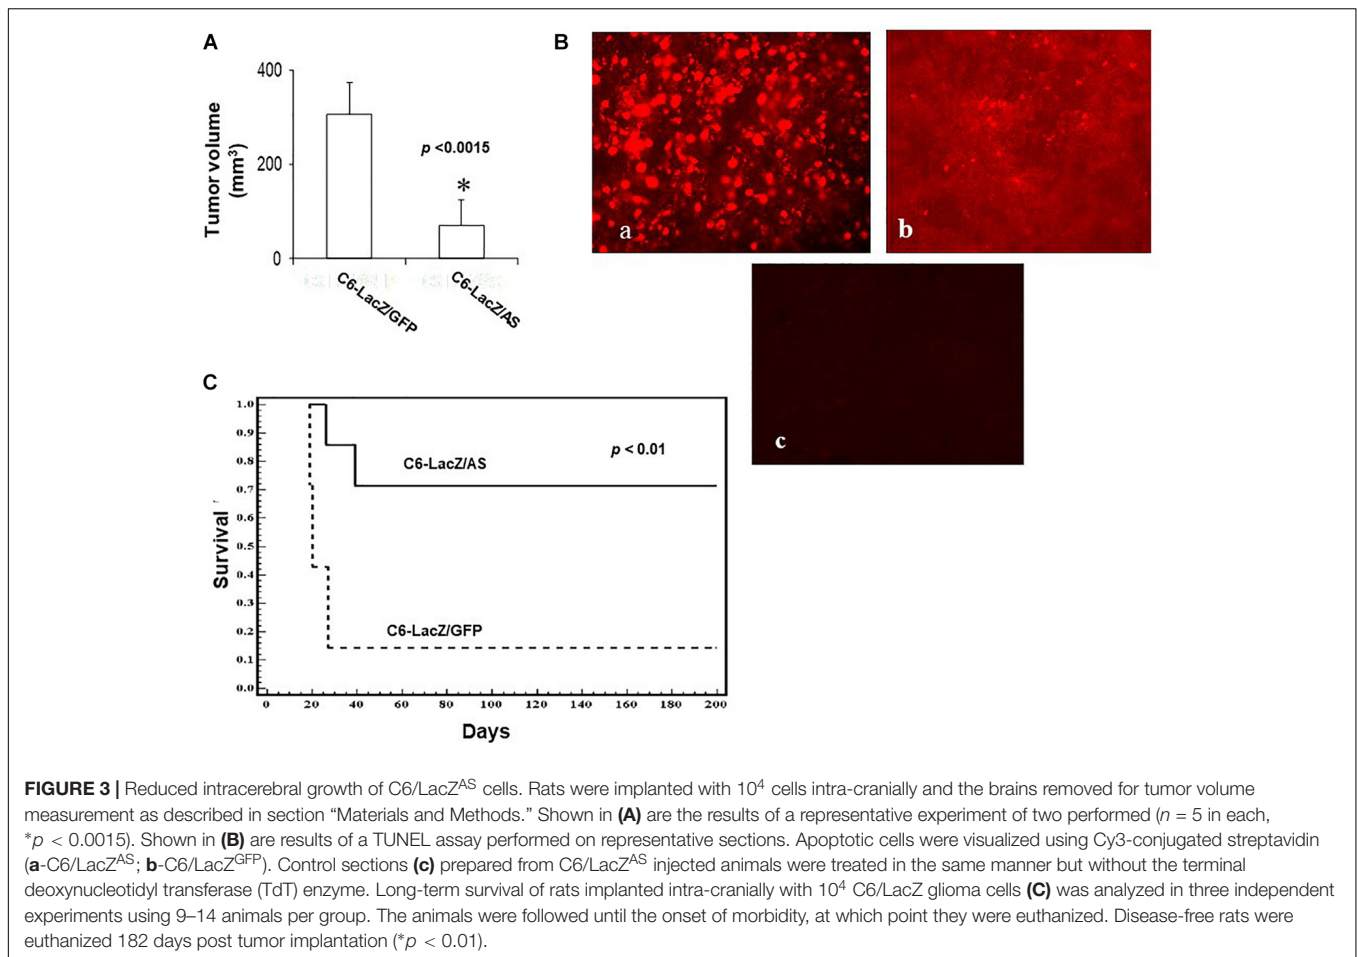 A
400
200
0
Tumor volume
(mm³)
p <0.0015
*
C6-LacZ/GFP
C6-LacZ/AS
B
a
b
c
C
1.0
0.9
0.8
0.7
0.6
0.5
0.4
0.3
0.2
0.1
0.0
Survival
C6-LacZ/AS
p < 0.01
C6-LacZ/GFP
0 20 40 60 80 100 120 140 160 180 200
Days
FIGURE 3 | Reduced intracerebral growth of C6/LacZ^AS cells. Rats were implanted with 10⁴ cells intra-cranially and the brains removed for tumor volume
measurement as described in section “Materials and Methods.” Shown in (A) are the results of a representative experiment of two performed (n = 5 in each,
*p < 0.0015). Shown in (B) are results of a TUNEL assay performed on representative sections. Apoptotic cells were visualized using Cy3-conjugated streptavidin
(a-C6/LacZ^AS; b-C6/LacZ^GFP). Control sections (c) prepared from C6/LacZ^AS injected animals were treated in the same manner but without the terminal
deoxynucleotidyl transferase (TdT) enzyme. Long-term survival of rats implanted intra-cranially with 10⁴ C6/LacZ glioma cells (C) was analyzed in three independent
experiments using 9–14 animals per group. The animals were followed until the onset of morbidity, at which point they were euthanized. Disease-free rats were
euthanized 182 days post tumor implantation (*p < 0.01).